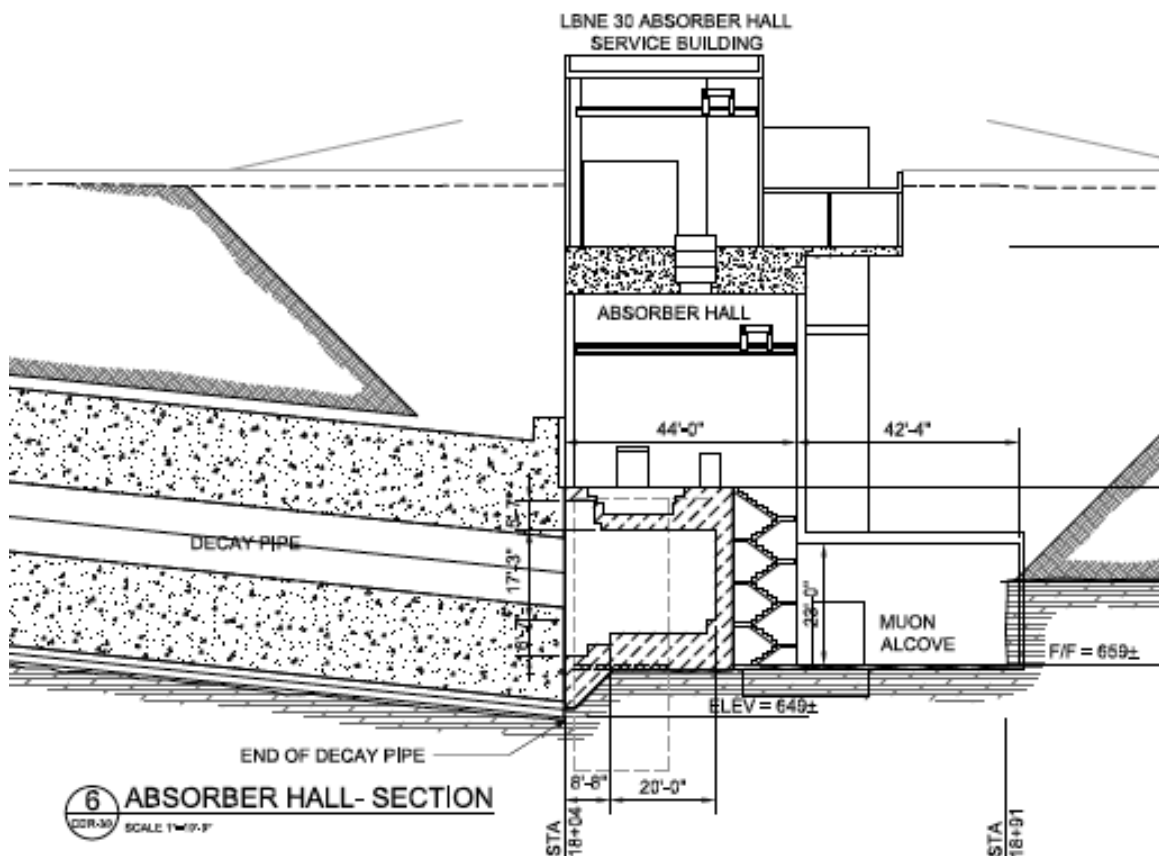 LBNE 30 ABSORBER HALL
SERVICE BUILDING
ABSORBER HALL
44'-0"
42'-4"
DECAY PIPE
17'-3"
23'-0"
MUON
ALCOVE
F/F = 659±
ELEV = 649±
END OF DECAY PIPE
8'-8"
20'-0"
6
ABSORBER HALL- SECTION
STA
18+04
STA
18+91